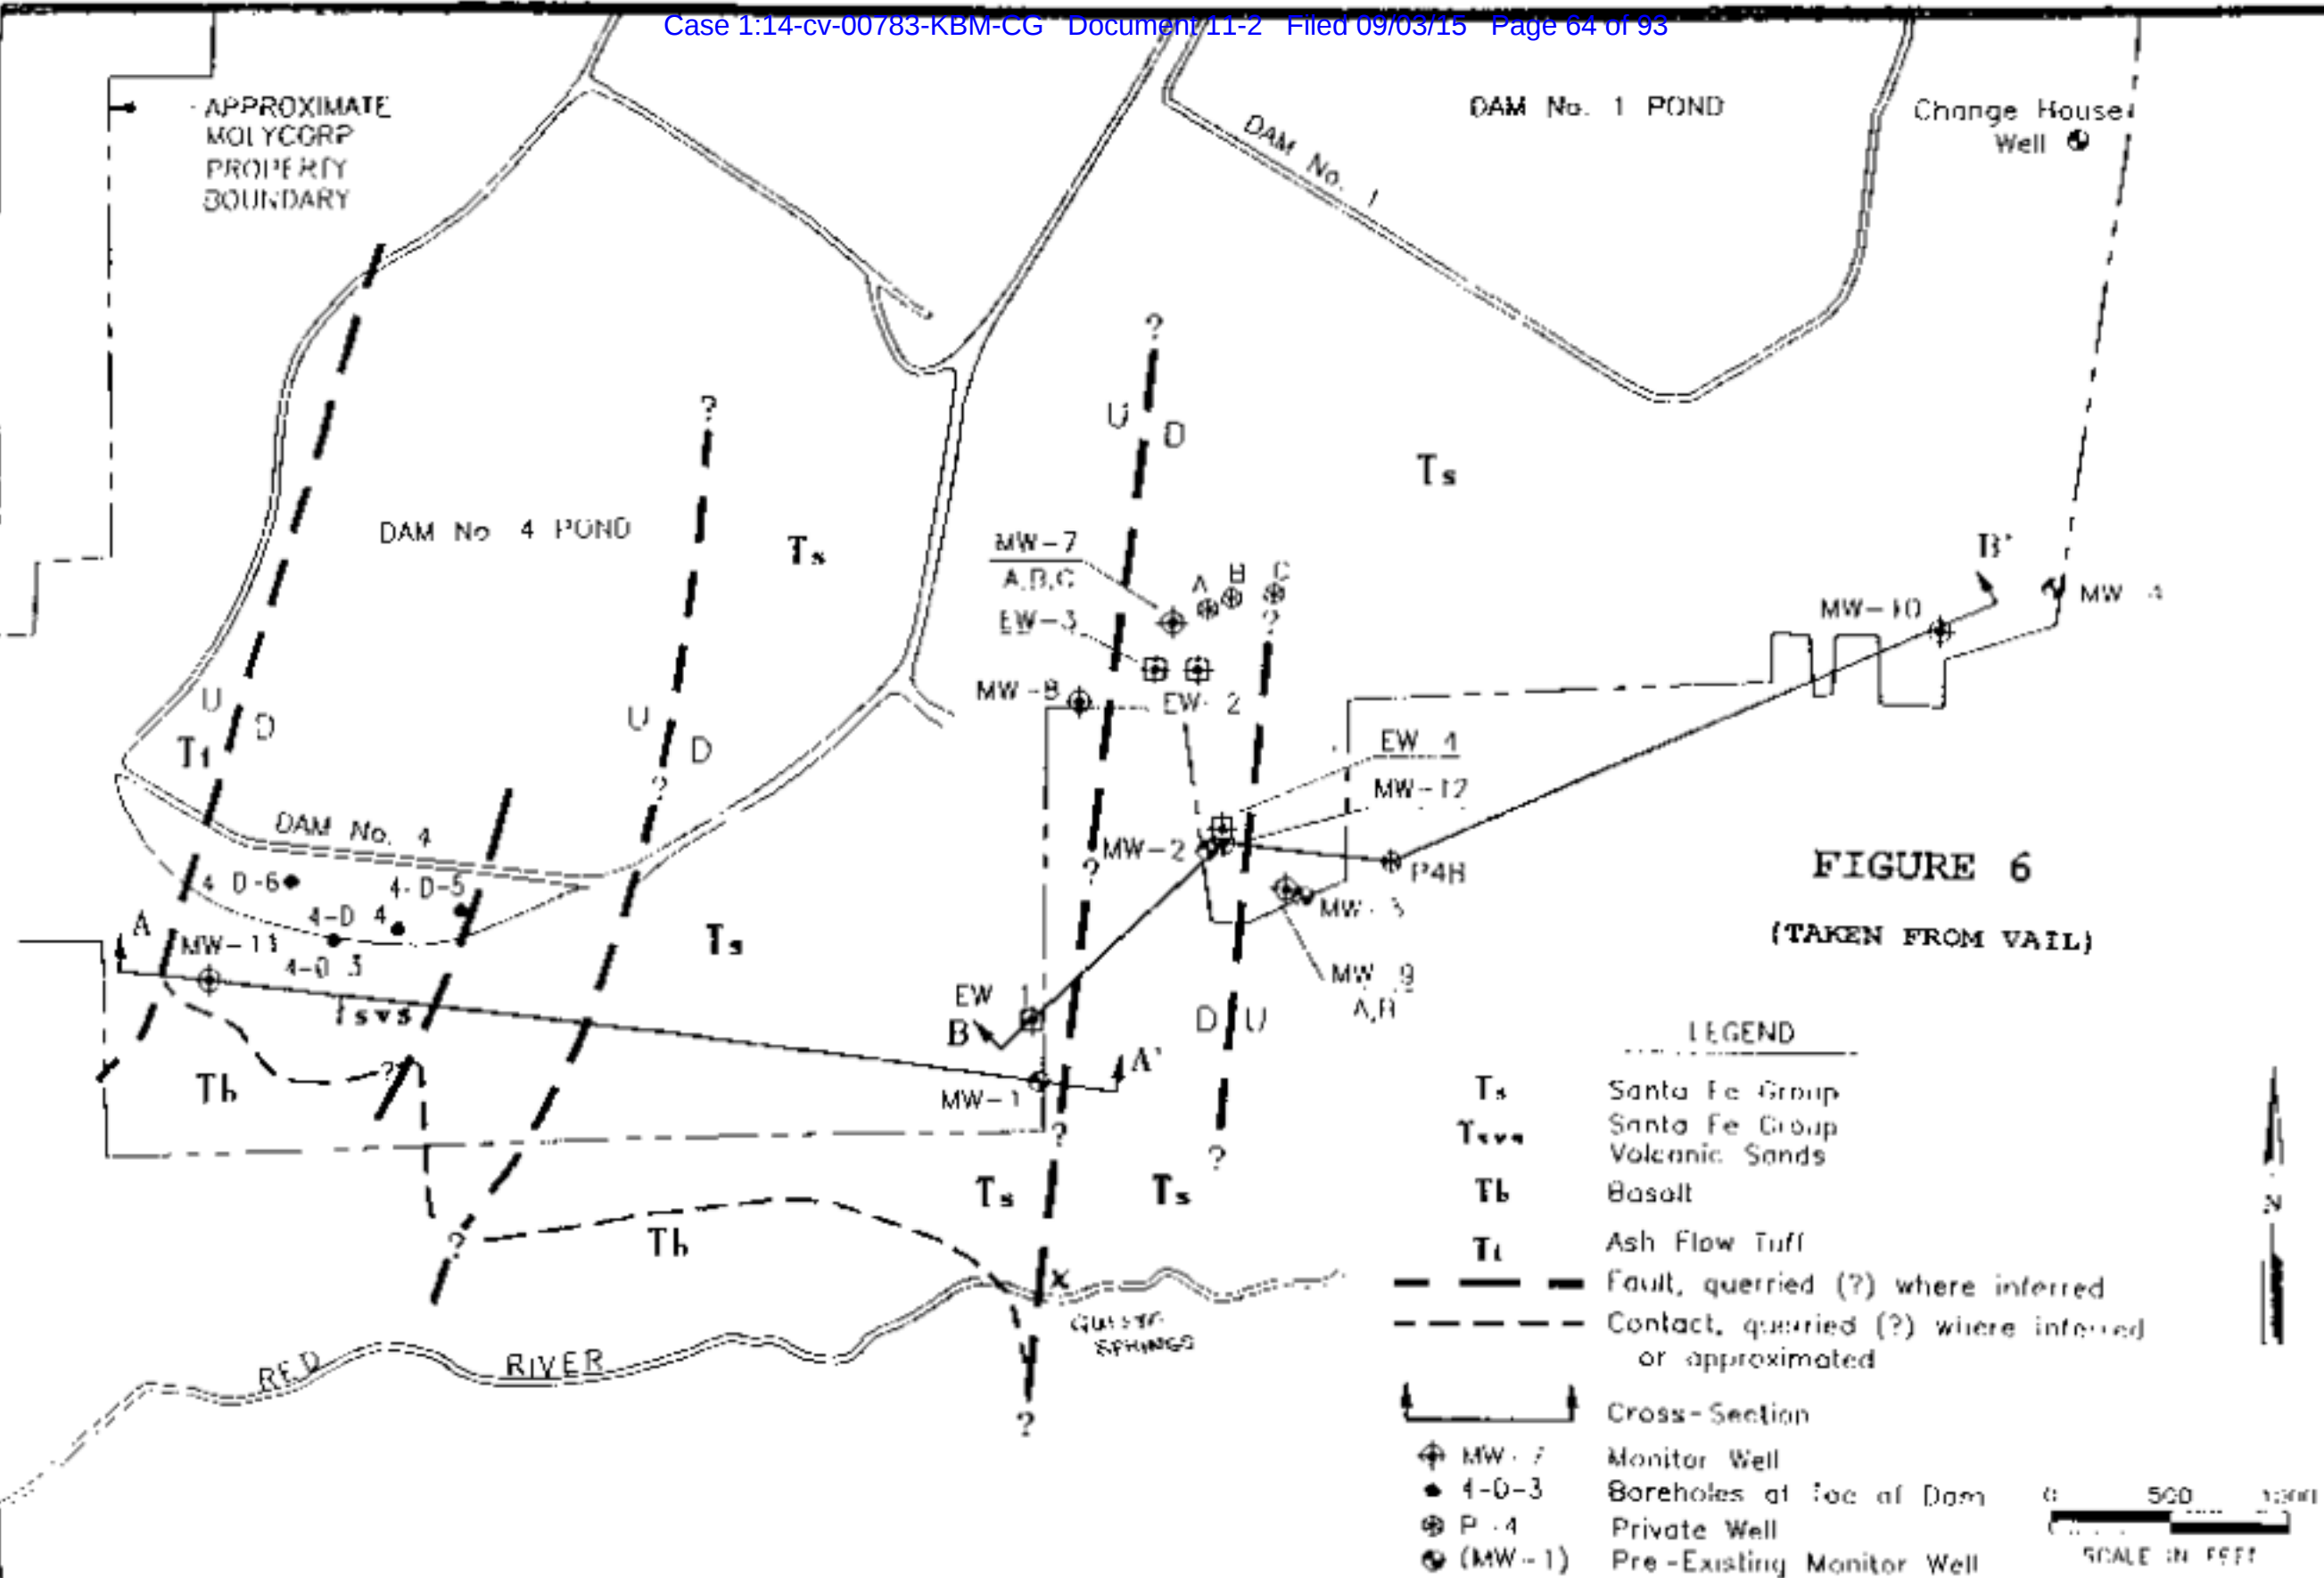 Case 1:14-cv-00783-KBM-CG Document 11-2 Filed 09/03/15 Page 64 of 93
APPROXIMATE
MOLYCORP
PROPERTY
BOUNDARY
DAM No. 1 POND
Change House
Well
DAM No. 1
?
U
D
?
Ts
DAM No 4 POND
Ts
MW-7
A,B,C
A
B
C
EW-3
?
B'
MW-10
MW 4
MW-8
EW-2
U
D
U
D
Tt
?
EW 4
MW-12
DAM No. 4
MW-2
?
P4B
FIGURE 6
4 D-6
4-D-5
4-D 4
MW-3
(TAKEN FROM VAIL)
A
MW-11
4-D 3
Ts
MW 9
A,B
EW 1
Tsvs
B
D
U
LEGEND
Tb
?
A'
MW-1
Ts Santa Fe Group
Tsvs Santa Fe Group
Volcanic Sands
?
?
Ts
Ts
Tb Basalt
N
?
Tb
Tt Ash Flow Tuff
x
Fault, querried (?) where inferred
SPRINGS
Contact, querried (?) where inferred
or approximated
RED RIVER
?
Cross-Section
MW-7 Monitor Well
4-D-3 Boreholes at Toe of Dam
0 500 1000
P-4 Private Well
SCALE IN FEET
(MW-1) Pre-Existing Monitor Well